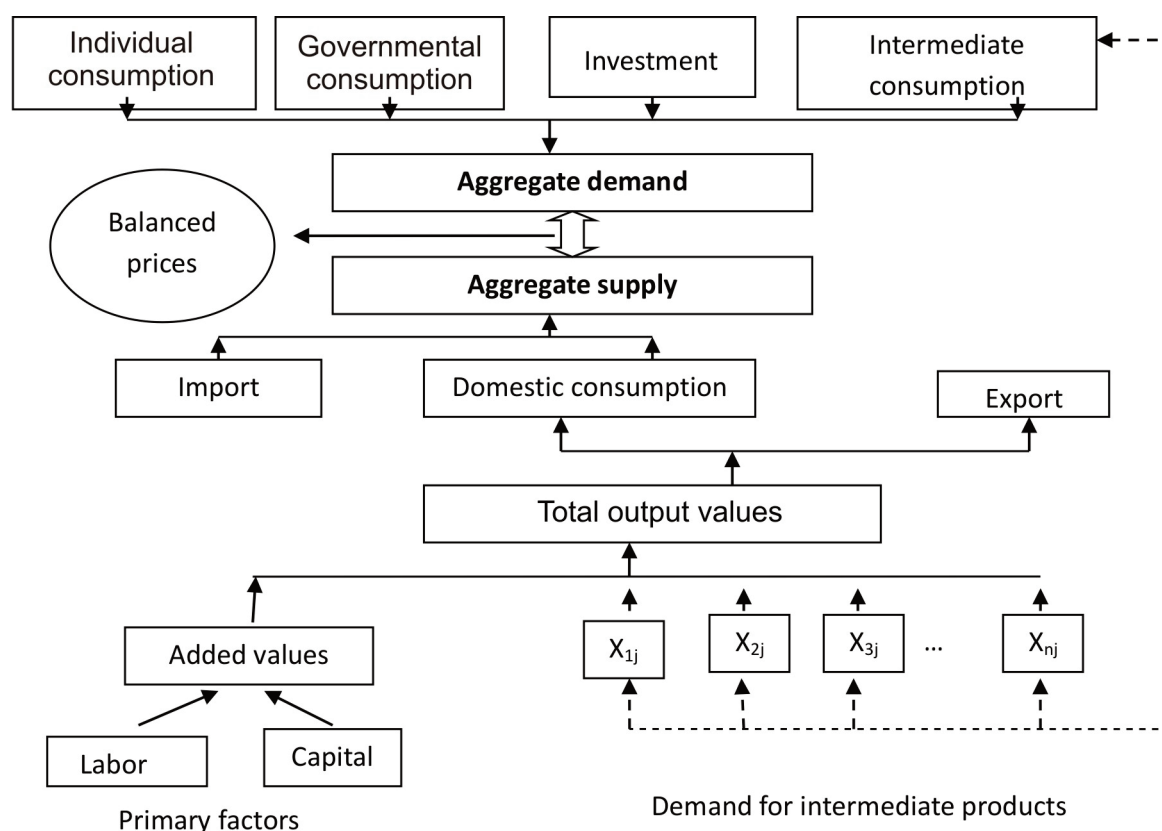 Individual
consumption
Governmental
consumption
Investment
Intermediate
consumption
Aggregate demand
Balanced
prices
Aggregate supply
Import
Domestic consumption
Export
Total output values
Added values
X1j
X2j
X3j
...
Xnj
Labor
Capital
Primary factors
Demand for intermediate products